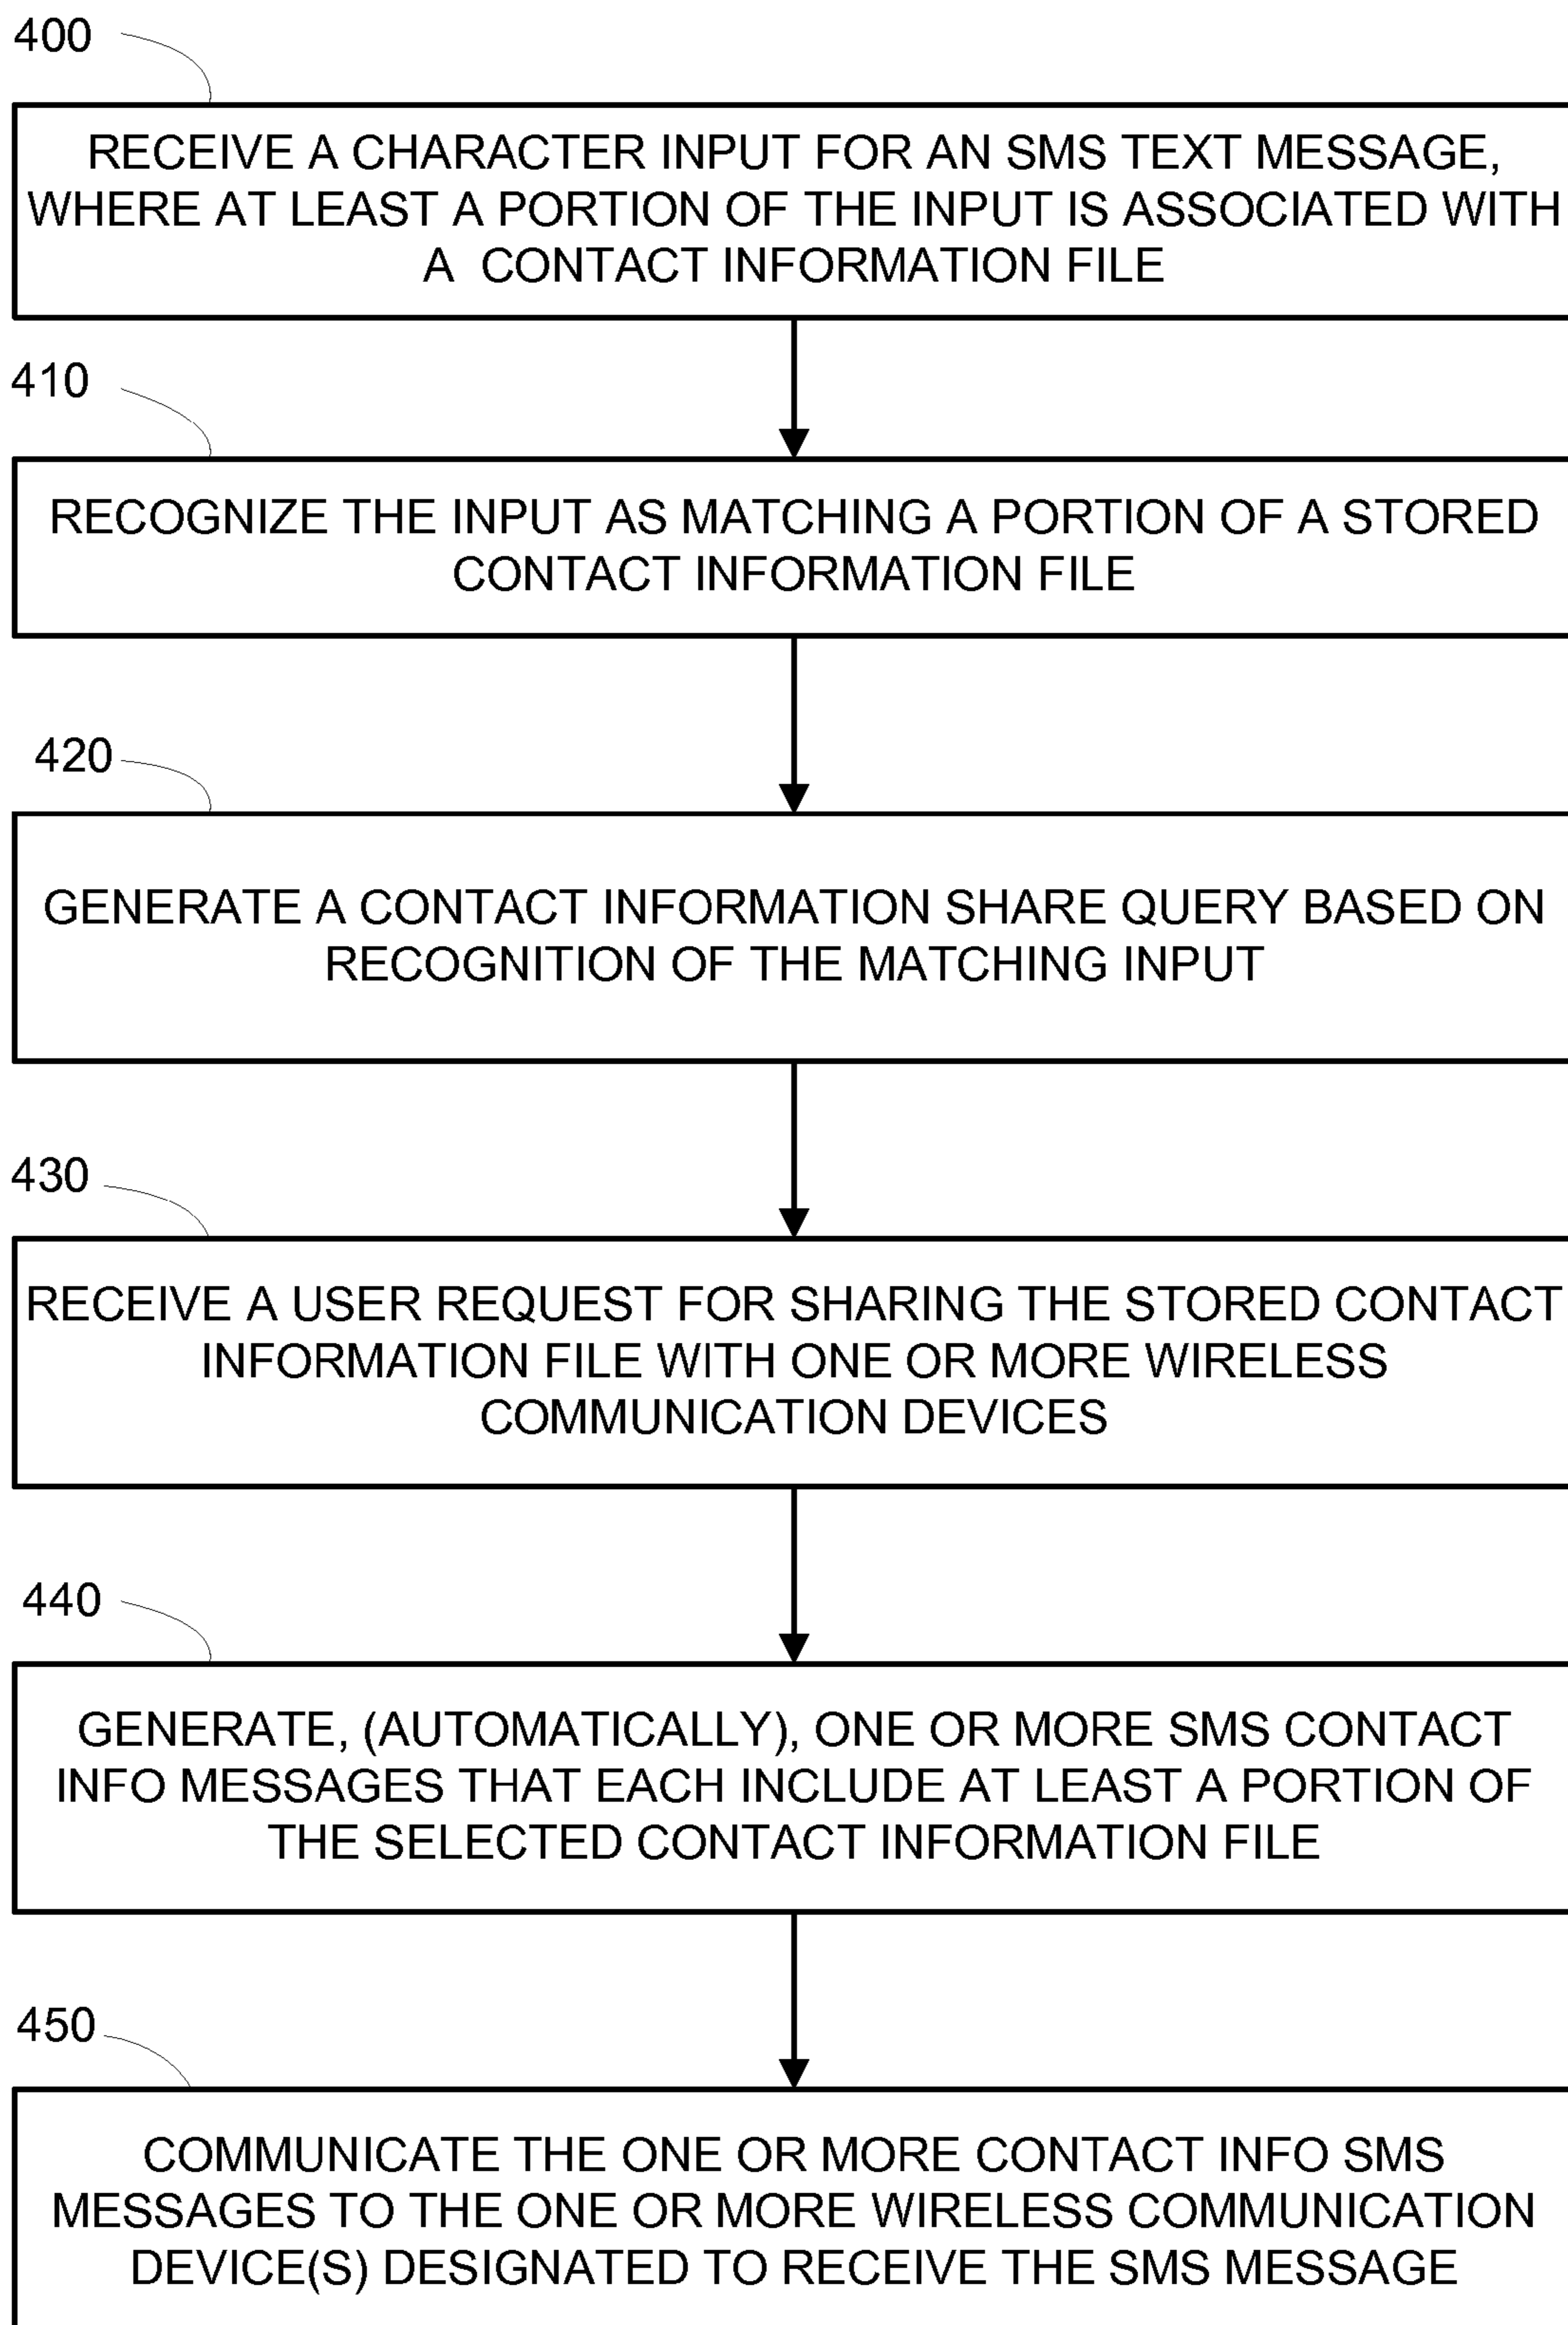 400
RECEIVE A CHARACTER INPUT FOR AN SMS TEXT MESSAGE,
WHERE AT LEAST A PORTION OF THE INPUT IS ASSOCIATED WITH
A CONTACT INFORMATION FILE
410
RECOGNIZE THE INPUT AS MATCHING A PORTION OF A STORED
CONTACT INFORMATION FILE
420
GENERATE A CONTACT INFORMATION SHARE QUERY BASED ON
RECOGNITION OF THE MATCHING INPUT
430
RECEIVE A USER REQUEST FOR SHARING THE STORED CONTACT
INFORMATION FILE WITH ONE OR MORE WIRELESS
COMMUNICATION DEVICES
440
GENERATE, (AUTOMATICALLY), ONE OR MORE SMS CONTACT
INFO MESSAGES THAT EACH INCLUDE AT LEAST A PORTION OF
THE SELECTED CONTACT INFORMATION FILE
450
COMMUNICATE THE ONE OR MORE CONTACT INFO SMS
MESSAGES TO THE ONE OR MORE WIRELESS COMMUNICATION
DEVICE(S) DESIGNATED TO RECEIVE THE SMS MESSAGE